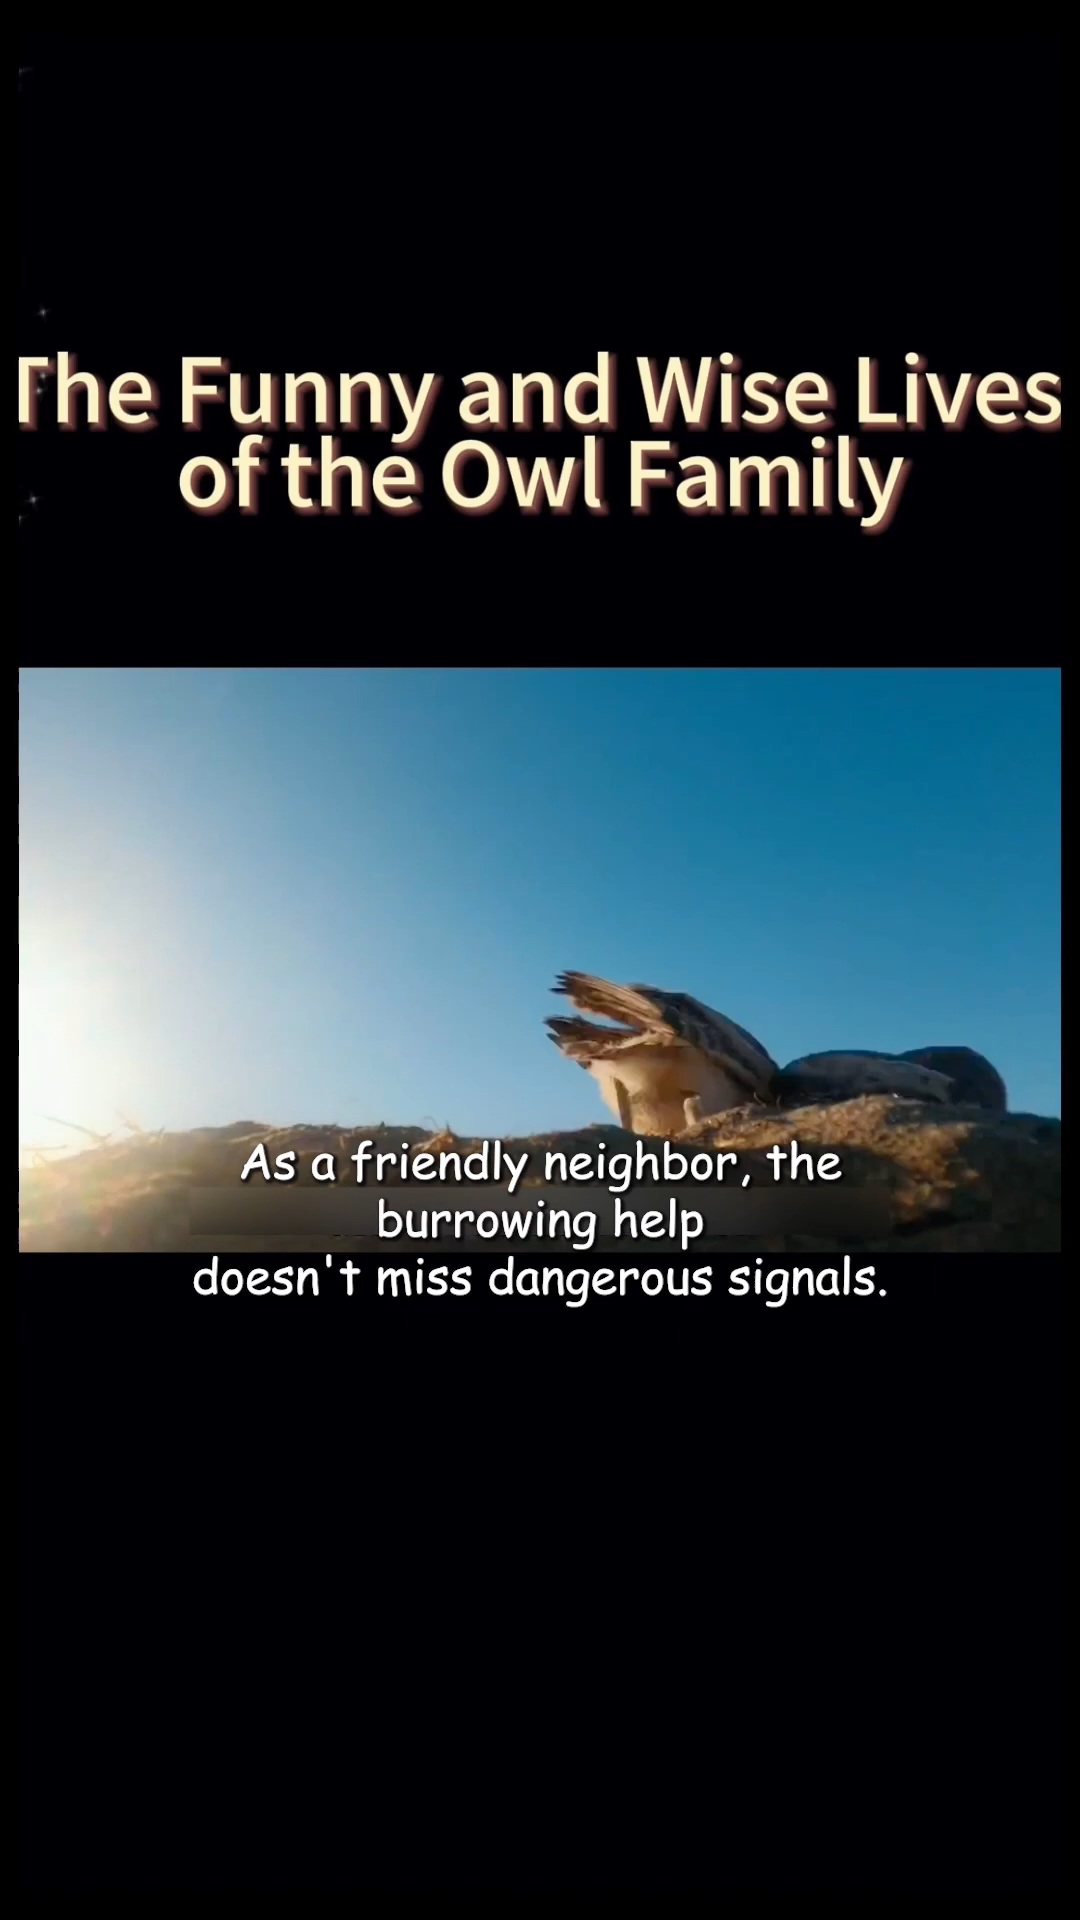 The Funny and Wise Lives
of the Owl Family
As a friendly neighbor, the
burrowing help
doesn't miss dangerous signals.